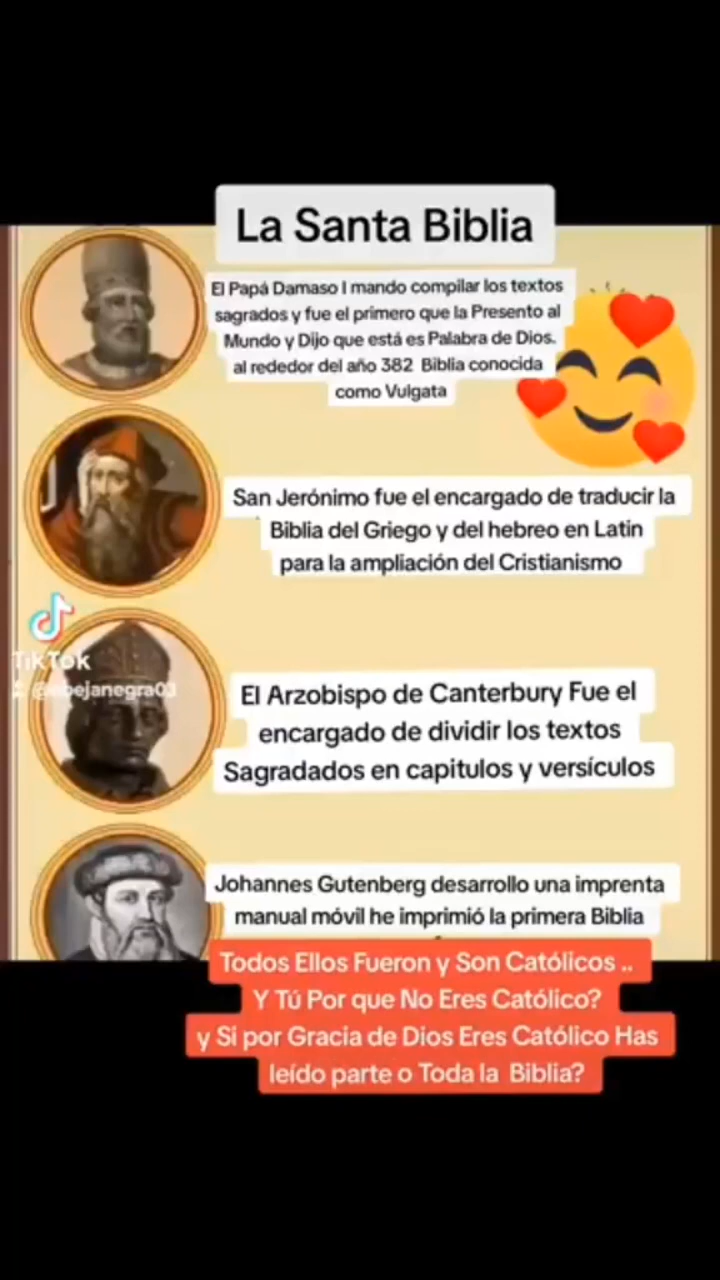 La Santa Biblia
El Papá Damaso I mando compilar los textos
sagrados y fue el primero que la Presento al
Mundo y Dijo que está es Palabra de Dios.
al rededor del año 382 Biblia conocida
como Vulgata
San Jerónimo fue el encargado de traducir la
Biblia del Griego y del hebreo en Latin
para la ampliación del Cristianismo
TikTok
@abejanegra03
El Arzobispo de Canterbury Fue el
encargado de dividir los textos
Sagradados en capitulos y versículos
Johannes Gutenberg desarrollo una imprenta
manual móvil he imprimió la primera Biblia
Todos Ellos Fueron y Son Católicos ..
Y Tú Por que No Eres Católico?
y Si por Gracia de Dios Eres Católico Has
leído parte o Toda la Biblia?